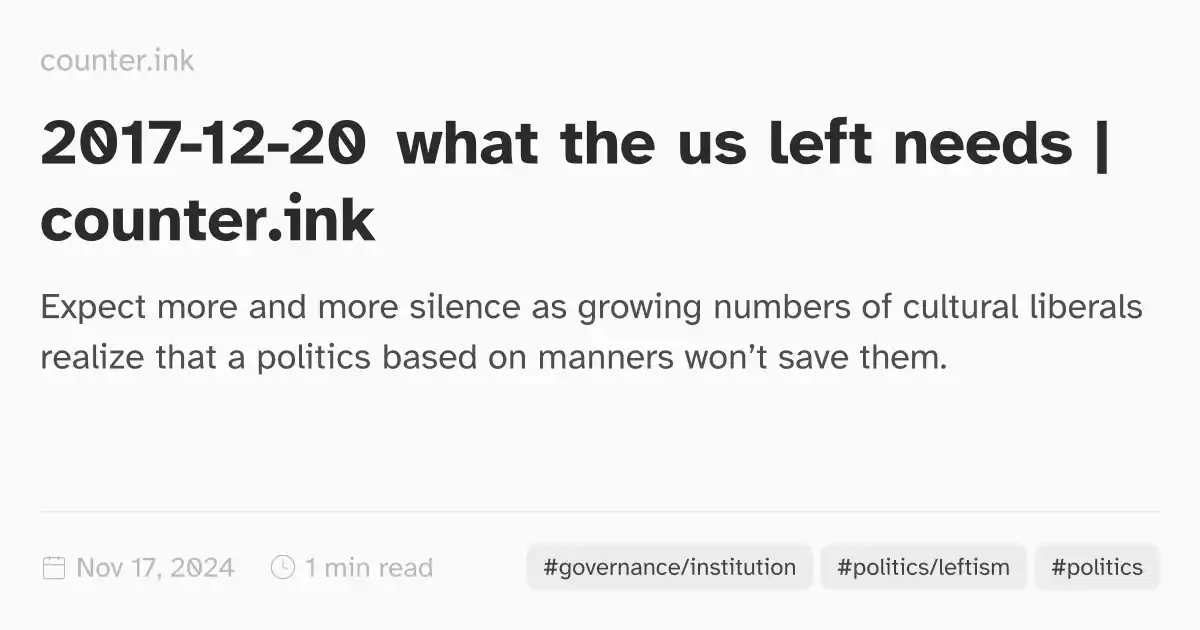 counter.ink
2017-12-20 what the us left needs |
counter.ink
Expect more and more silence as growing numbers of cultural liberals
realize that a politics based on manners won’t save them.
Nov 17, 2024 1 min read #governance/institution #politics/leftism #politics